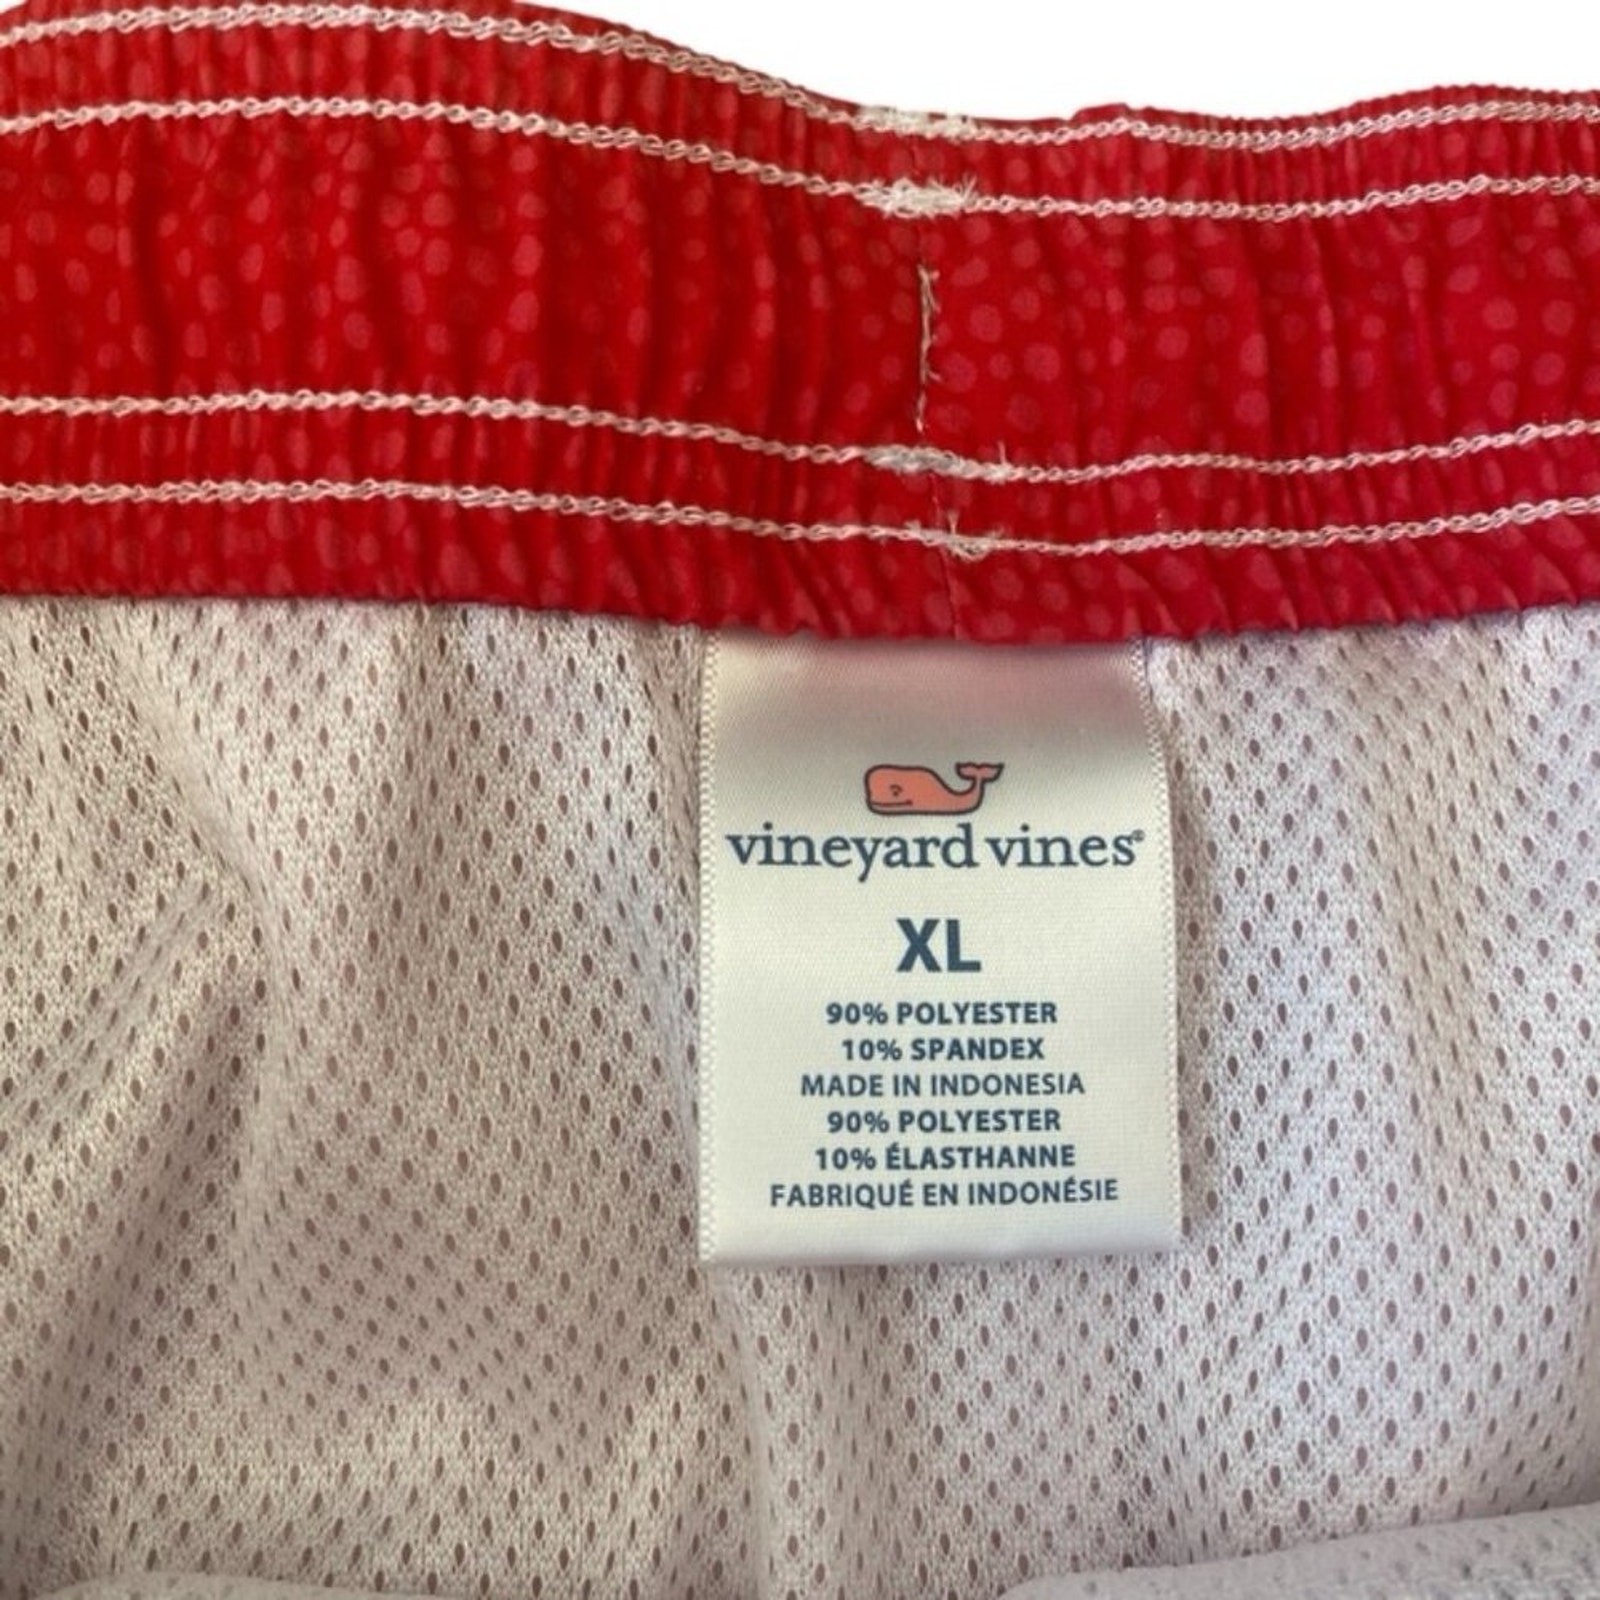 vineyard vines®
XL
90% POLYESTER
10% SPANDEX
MADE IN INDONESIA
90% POLYESTER
10% ÉLASTHANNE
FABRIQUÉ EN INDONÉSIE